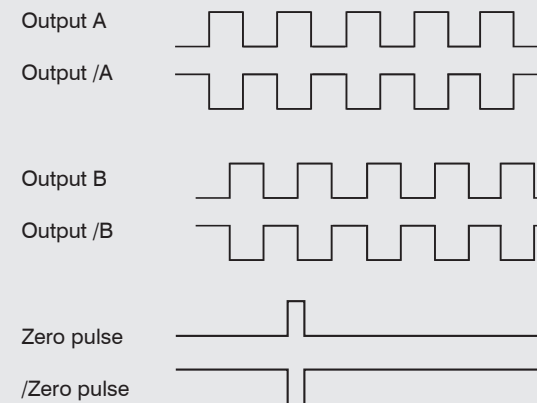 Output A
Output /A
Output B
Output /B
Zero pulse
/Zero pulse